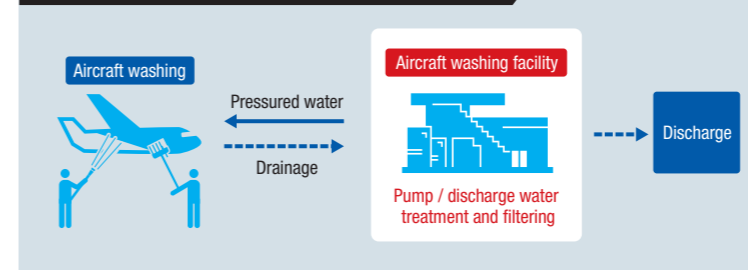 Aircraft washing
Pressured water
Drainage
Aircraft washing facility
Pump / discharge water
treatment and filtering
Discharge